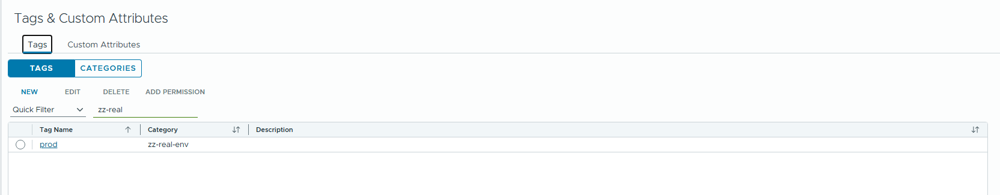 Tags & Custom Attributes
Tags Custom Attributes
TAGS CATEGORIES
NEW EDIT DELETE ADD PERMISSION
Quick Filter zz-real
Tag Name Category Description
prod zz-real-env